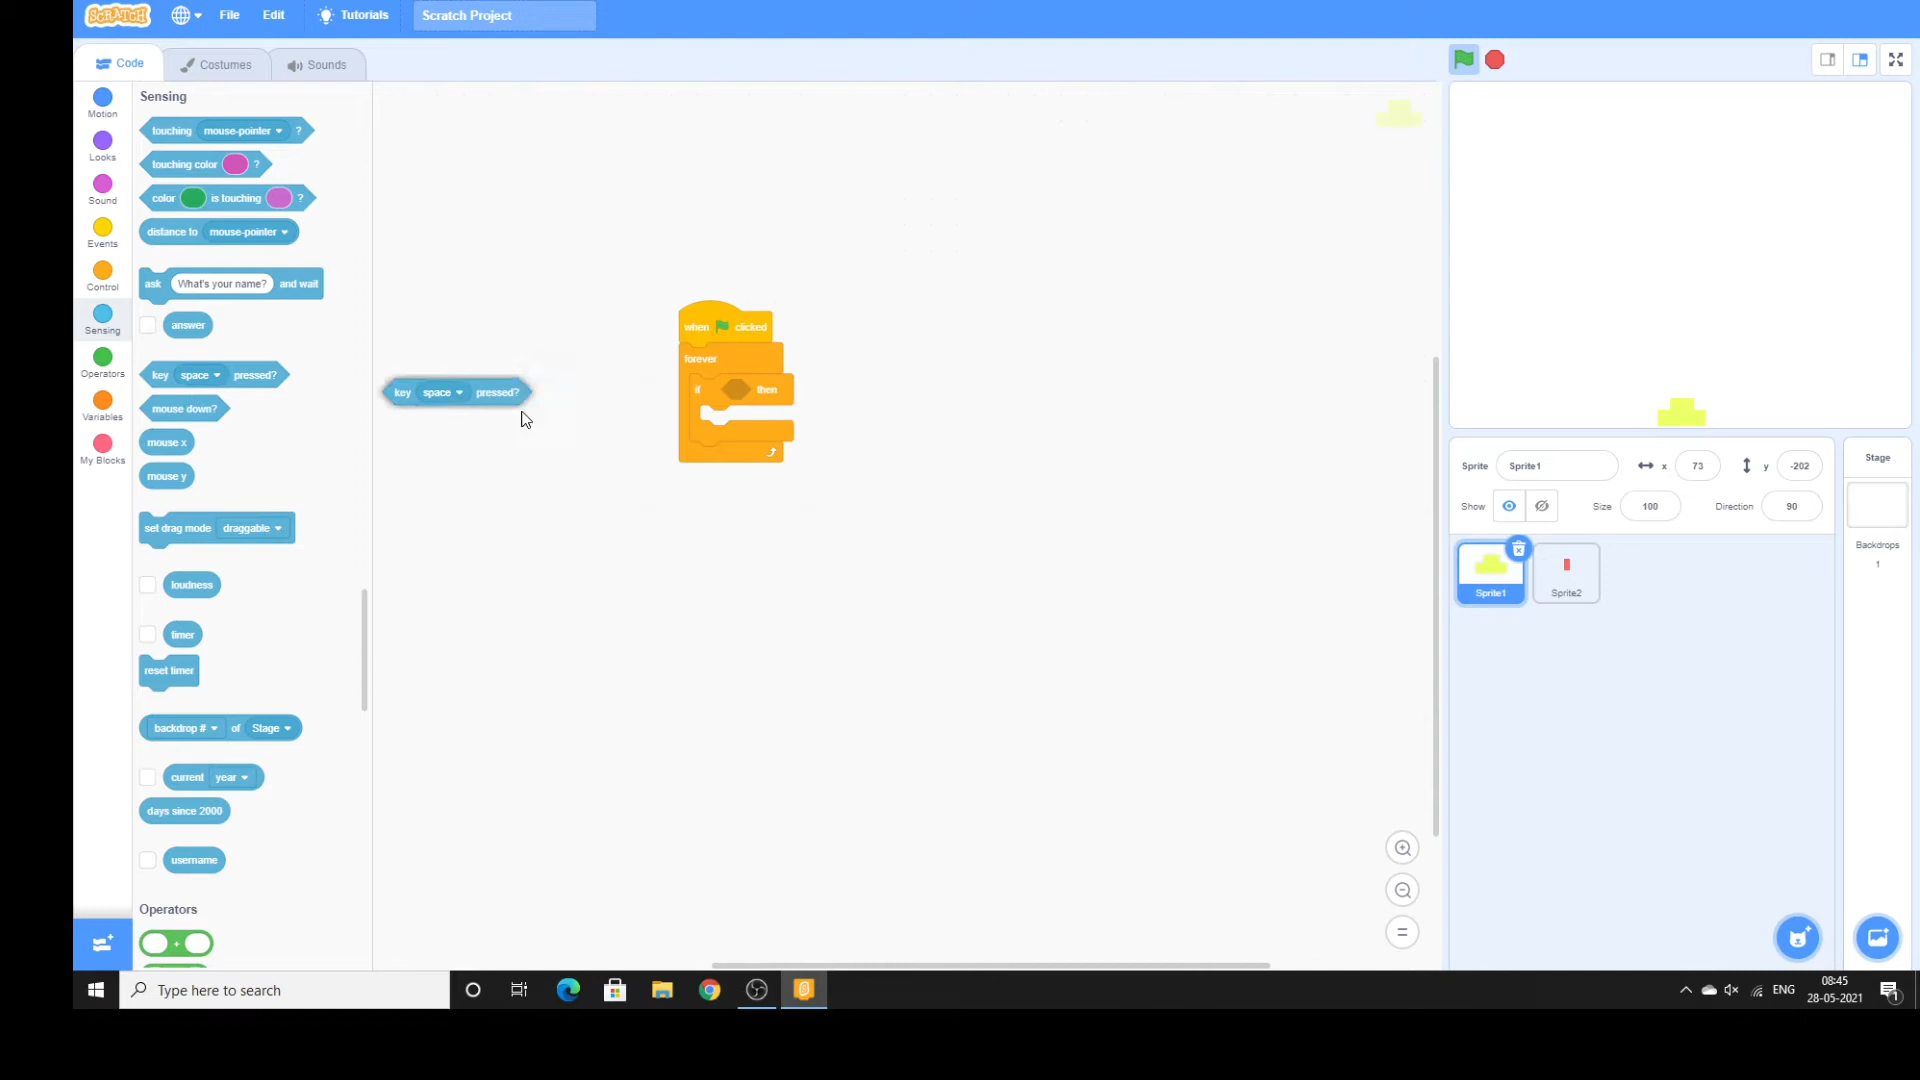 SCRATCH File Edit Tutorials Scratch Project
Code Costumes Sounds
Motion
Looks
Sound
Events
Control
Sensing
Operators
Variables
My Blocks
Sensing
touching mouse-pointer ?
touching color ?
color is touching ?
distance to mouse-pointer
ask What's your name? and wait
answer
key space pressed?
mouse down?
mouse x
mouse y
set drag mode draggable
loudness
timer
reset timer
backdrop # of Stage
current year
days since 2000
username
Operators
+
key space pressed?
when clicked
forever
if then
Sprite Sprite1 x 73 y -202
Show Size 100 Direction 90
Sprite1
Sprite2
Stage
Backdrops
1
Type here to search
ENG
08:45
28-05-2021
1